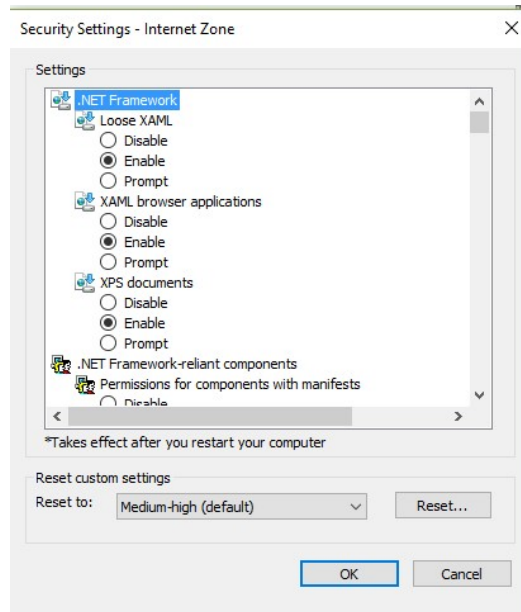 Security Settings - Internet Zone
Settings
.NET Framework
Loose XAML
Disable
Enable
Prompt
XAML browser applications
Disable
Enable
Prompt
XPS documents
Disable
Enable
Prompt
.NET Framework-reliant components
Permissions for components with manifests
Disable
*Takes effect after you restart your computer
Reset custom settings
Reset to: Medium-high (default) Reset...
OK Cancel